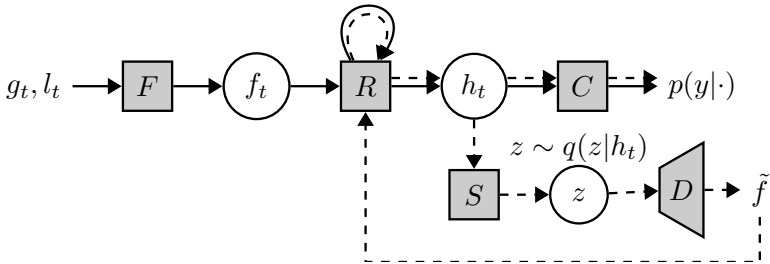 g_t, l_t F f_t R h_t C p(y|·)
z ∼ q(z|h_t)
S z D f̃